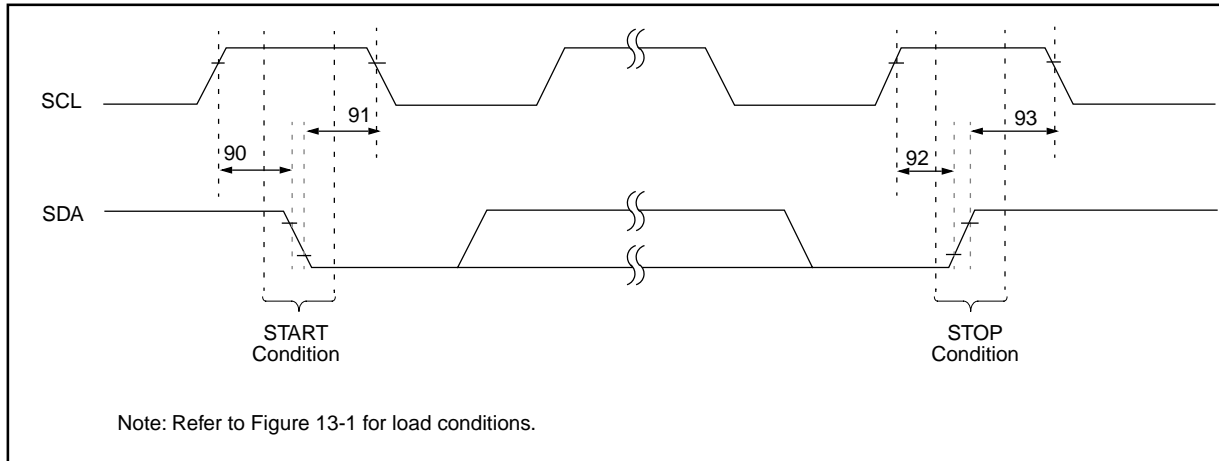 SCL
91
93
90
92
SDA
START
Condition
STOP
Condition
Note: Refer to Figure 13-1 for load conditions.